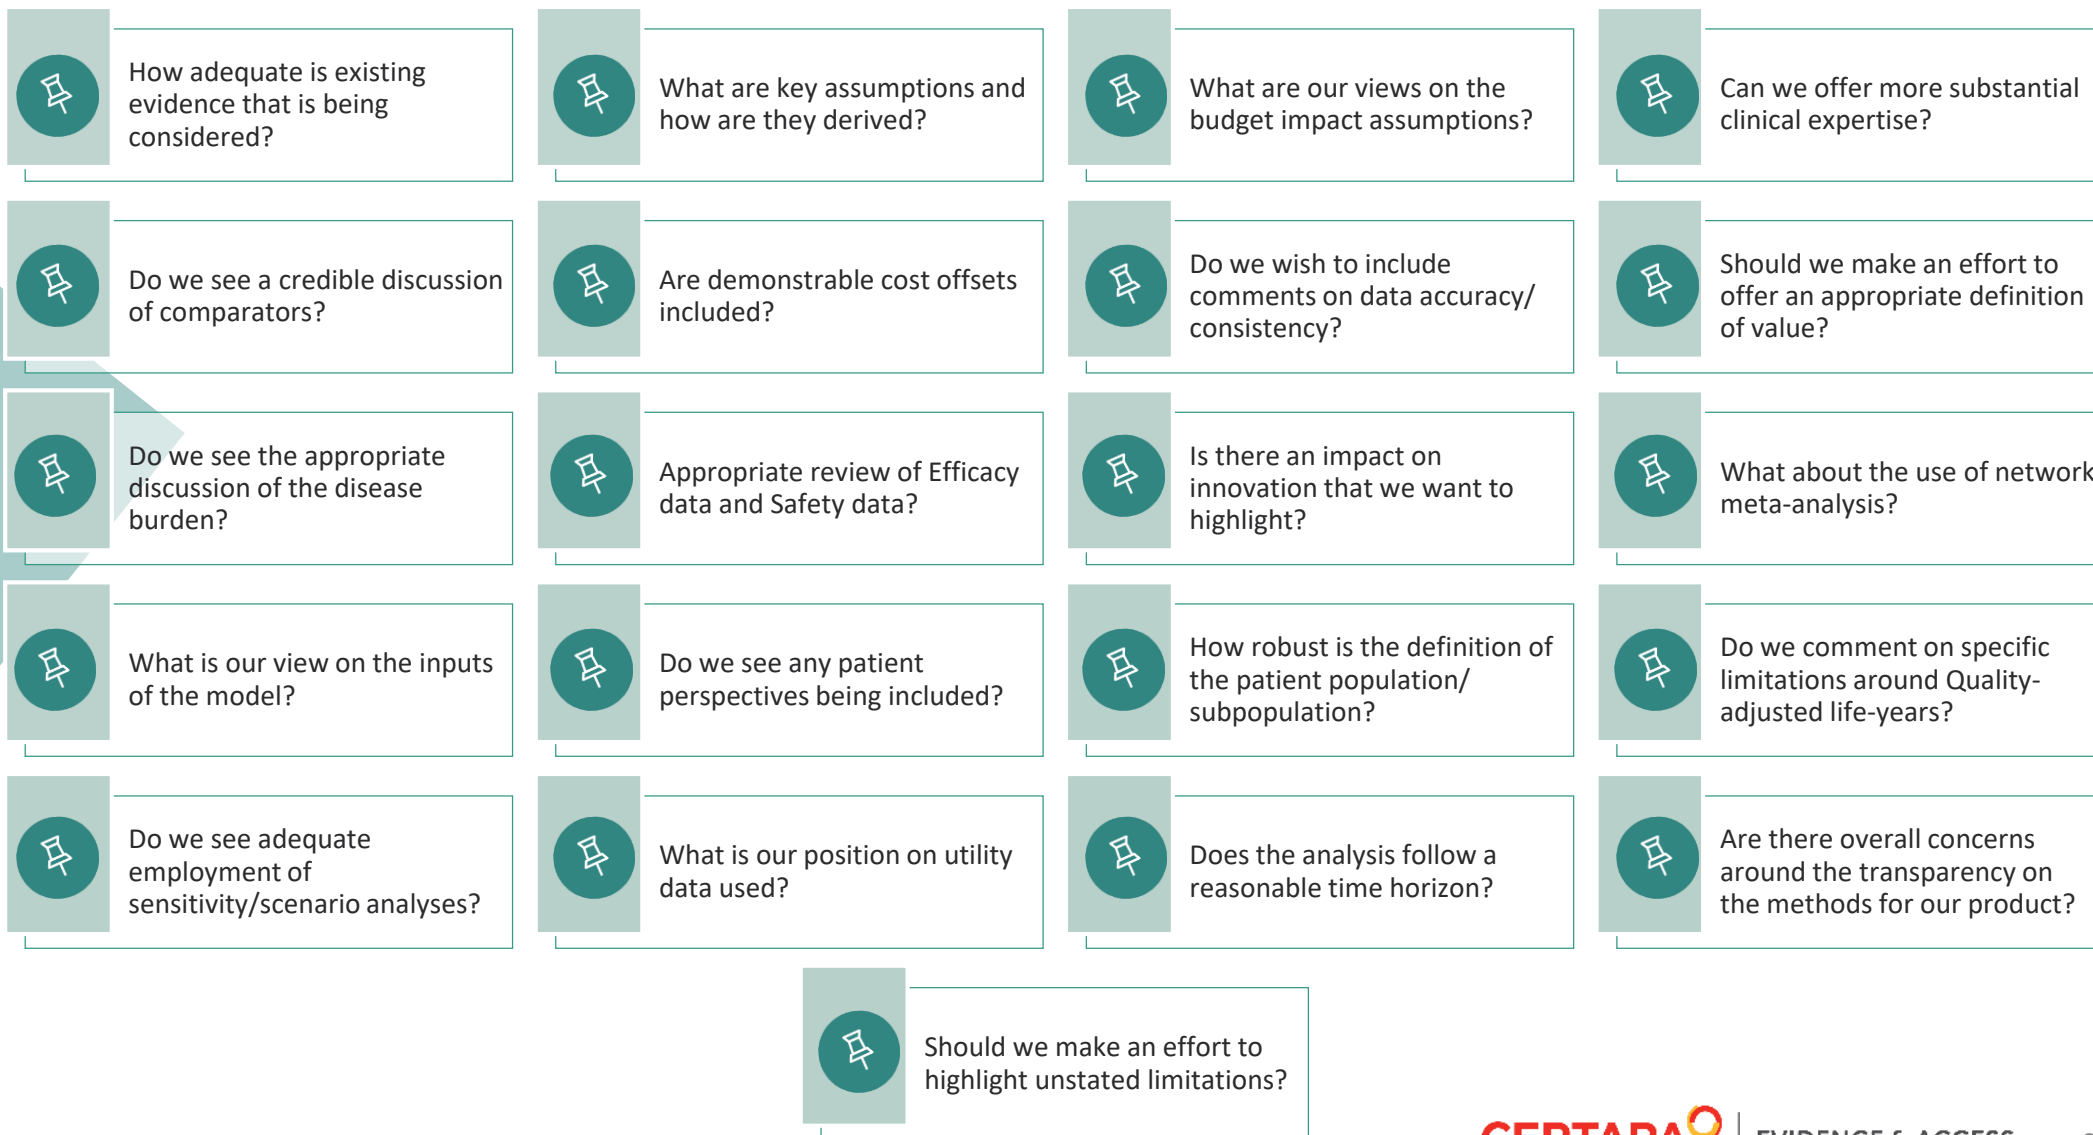 How adequate is existing
evidence that is being
considered?
What are key assumptions and
how are they derived?
What are our views on the
budget impact assumptions?
Can we offer more substantial
clinical expertise?
Do we see a credible discussion
of comparators?
Are demonstrable cost offsets
included?
Do we wish to include
comments on data accuracy/
consistency?
Should we make an effort to
offer an appropriate definition
of value?
Do we see the appropriate
discussion of the disease
burden?
Appropriate review of Efficacy
data and Safety data?
Is there an impact on
innovation that we want to
highlight?
What about the use of network
meta-analysis?
What is our view on the inputs
of the model?
Do we see any patient
perspectives being included?
How robust is the definition of
the patient population/
subpopulation?
Do we comment on specific
limitations around Quality-
adjusted life-years?
Do we see adequate
employment of
sensitivity/scenario analyses?
What is our position on utility
data used?
Does the analysis follow a
reasonable time horizon?
Are there overall concerns
around the transparency on
the methods for our product?
Should we make an effort to
highlight unstated limitations?
CERTARA
EVIDENCE & ACCESS